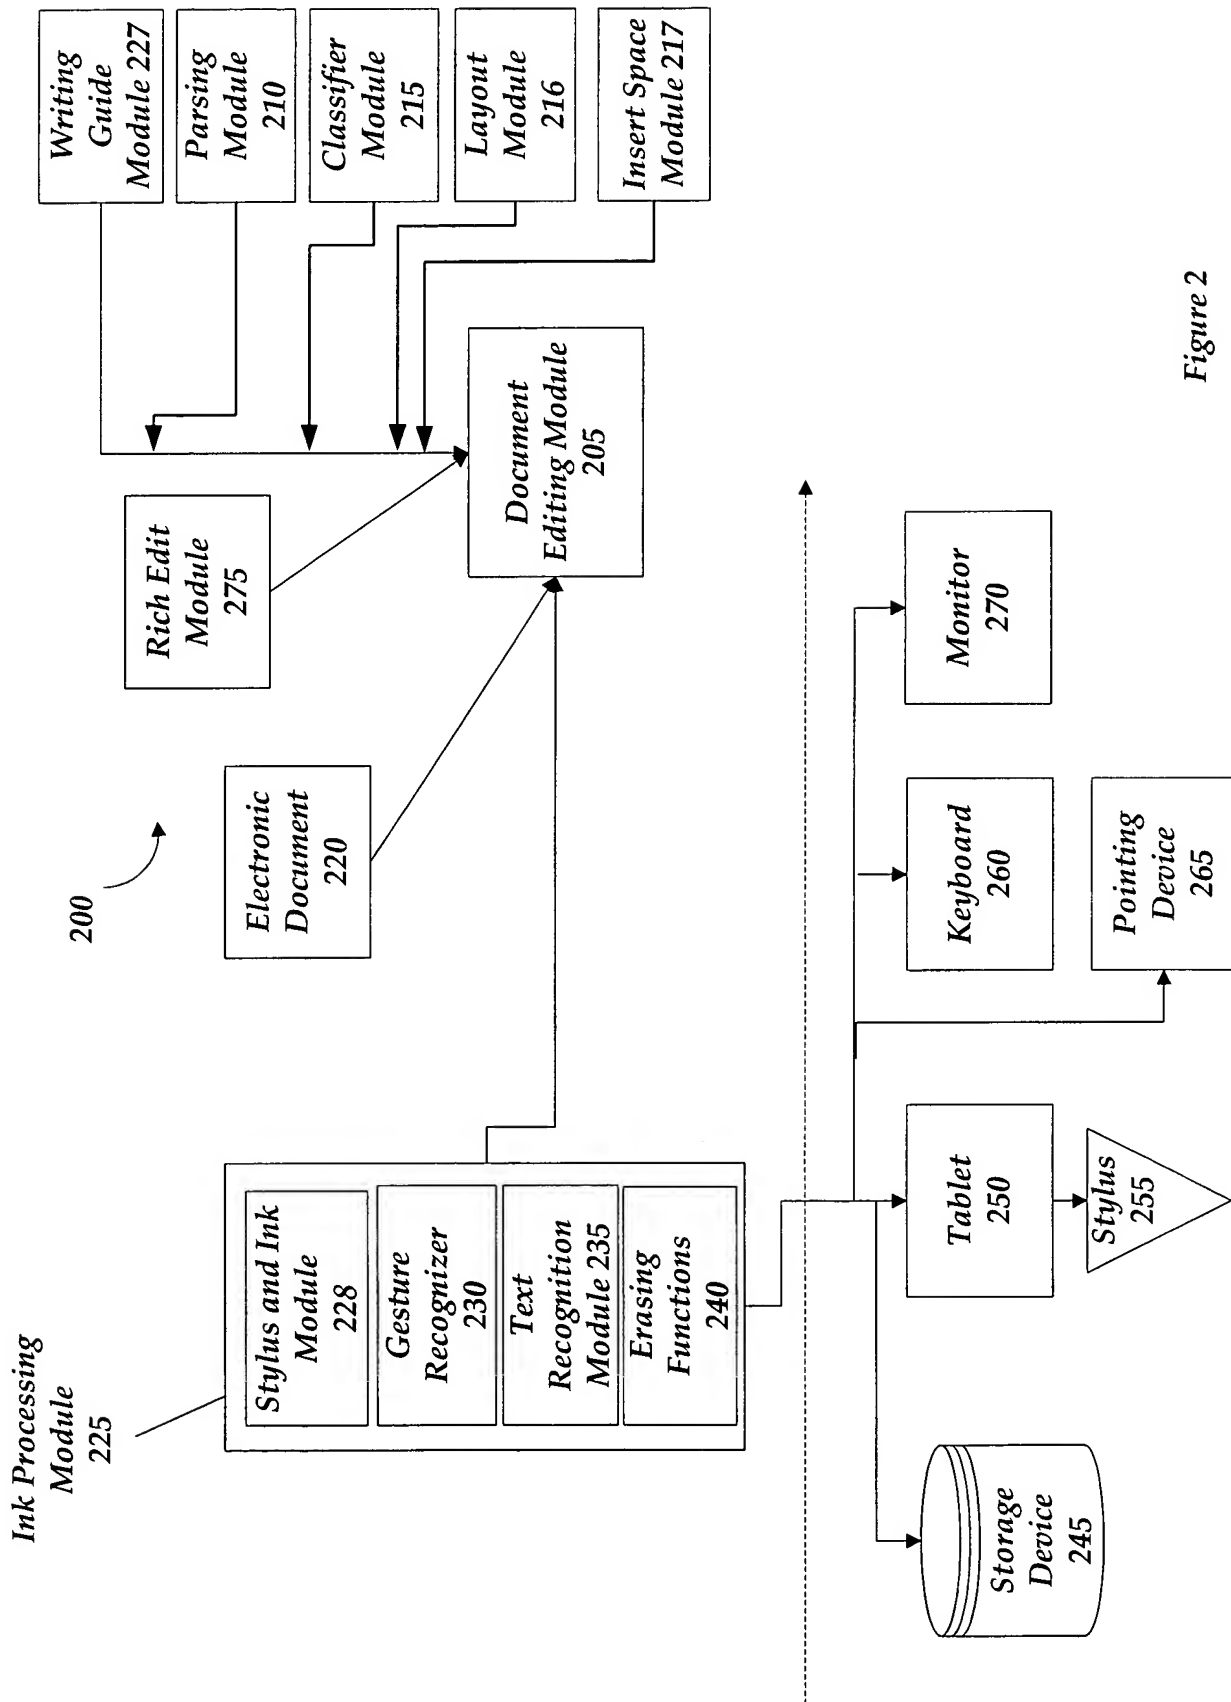 Ink Processing
Module
225
200
Stylus and Ink
Module
228
Gesture
Recognizer
230
Text
Recognition
Module 235
Erasing
Functions
240
Electronic
Document
220
Rich Edit
Module
275
Writing
Guide
Module 227
Parsing
Module
210
Classifier
Module
215
Layout
Module
216
Insert Space
Module 217
Document
Editing Module
205
Storage
Device
245
Tablet
250
Stylus
255
Keyboard
260
Pointing
Device
265
Monitor
270
Figure 2